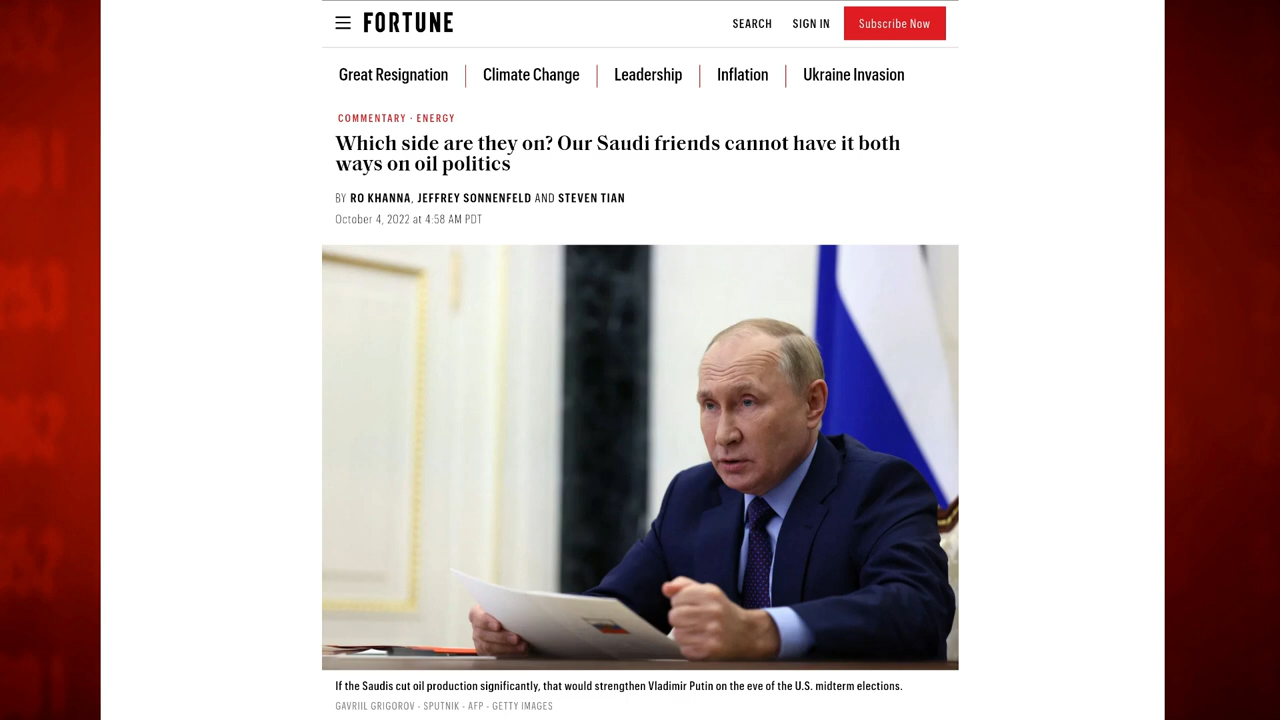 FORTUNE
SEARCH
SIGN IN
Subscribe Now
Great Resignation
Climate Change
Leadership
Inflation
Ukraine Invasion
COMMENTARY · ENERGY
Which side are they on? Our Saudi friends cannot have it both
ways on oil politics
BY RO KHANNA, JEFFREY SONNENFELD AND STEVEN TIAN
October 4, 2022 at 4:58 AM PDT
If the Saudis cut oil production significantly, that would strengthen Vladimir Putin on the eve of the U.S. midterm elections.
GAVRIIL GRIGOROV - SPUTNIK - AFP - GETTY IMAGES